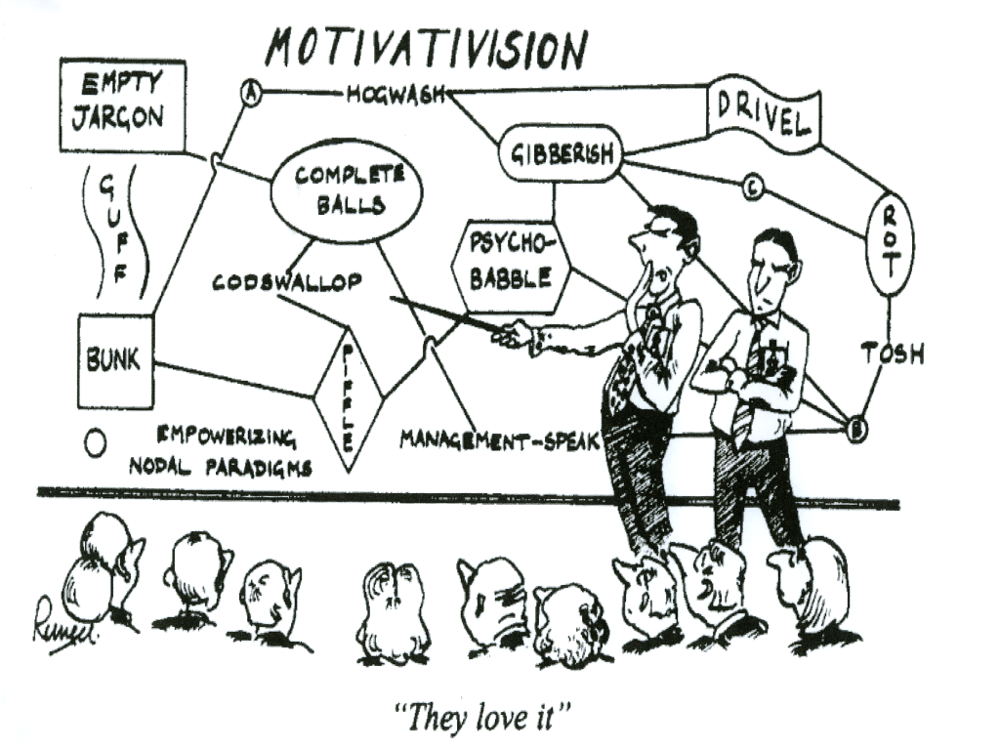 MOTIVATIVISION
EMPTY
JARGON
A
HOGWASH
DRIVEL
GIBBERISH
COMPLETE
BALLS
C
GUFF
ROT
PSYCHO-
BABBLE
CODSWALLOP
BUNK
PIFFLE
TOSH
B
EMPOWERIZING
NODAL PARADIGMS
MANAGEMENT-SPEAK
"They love it"